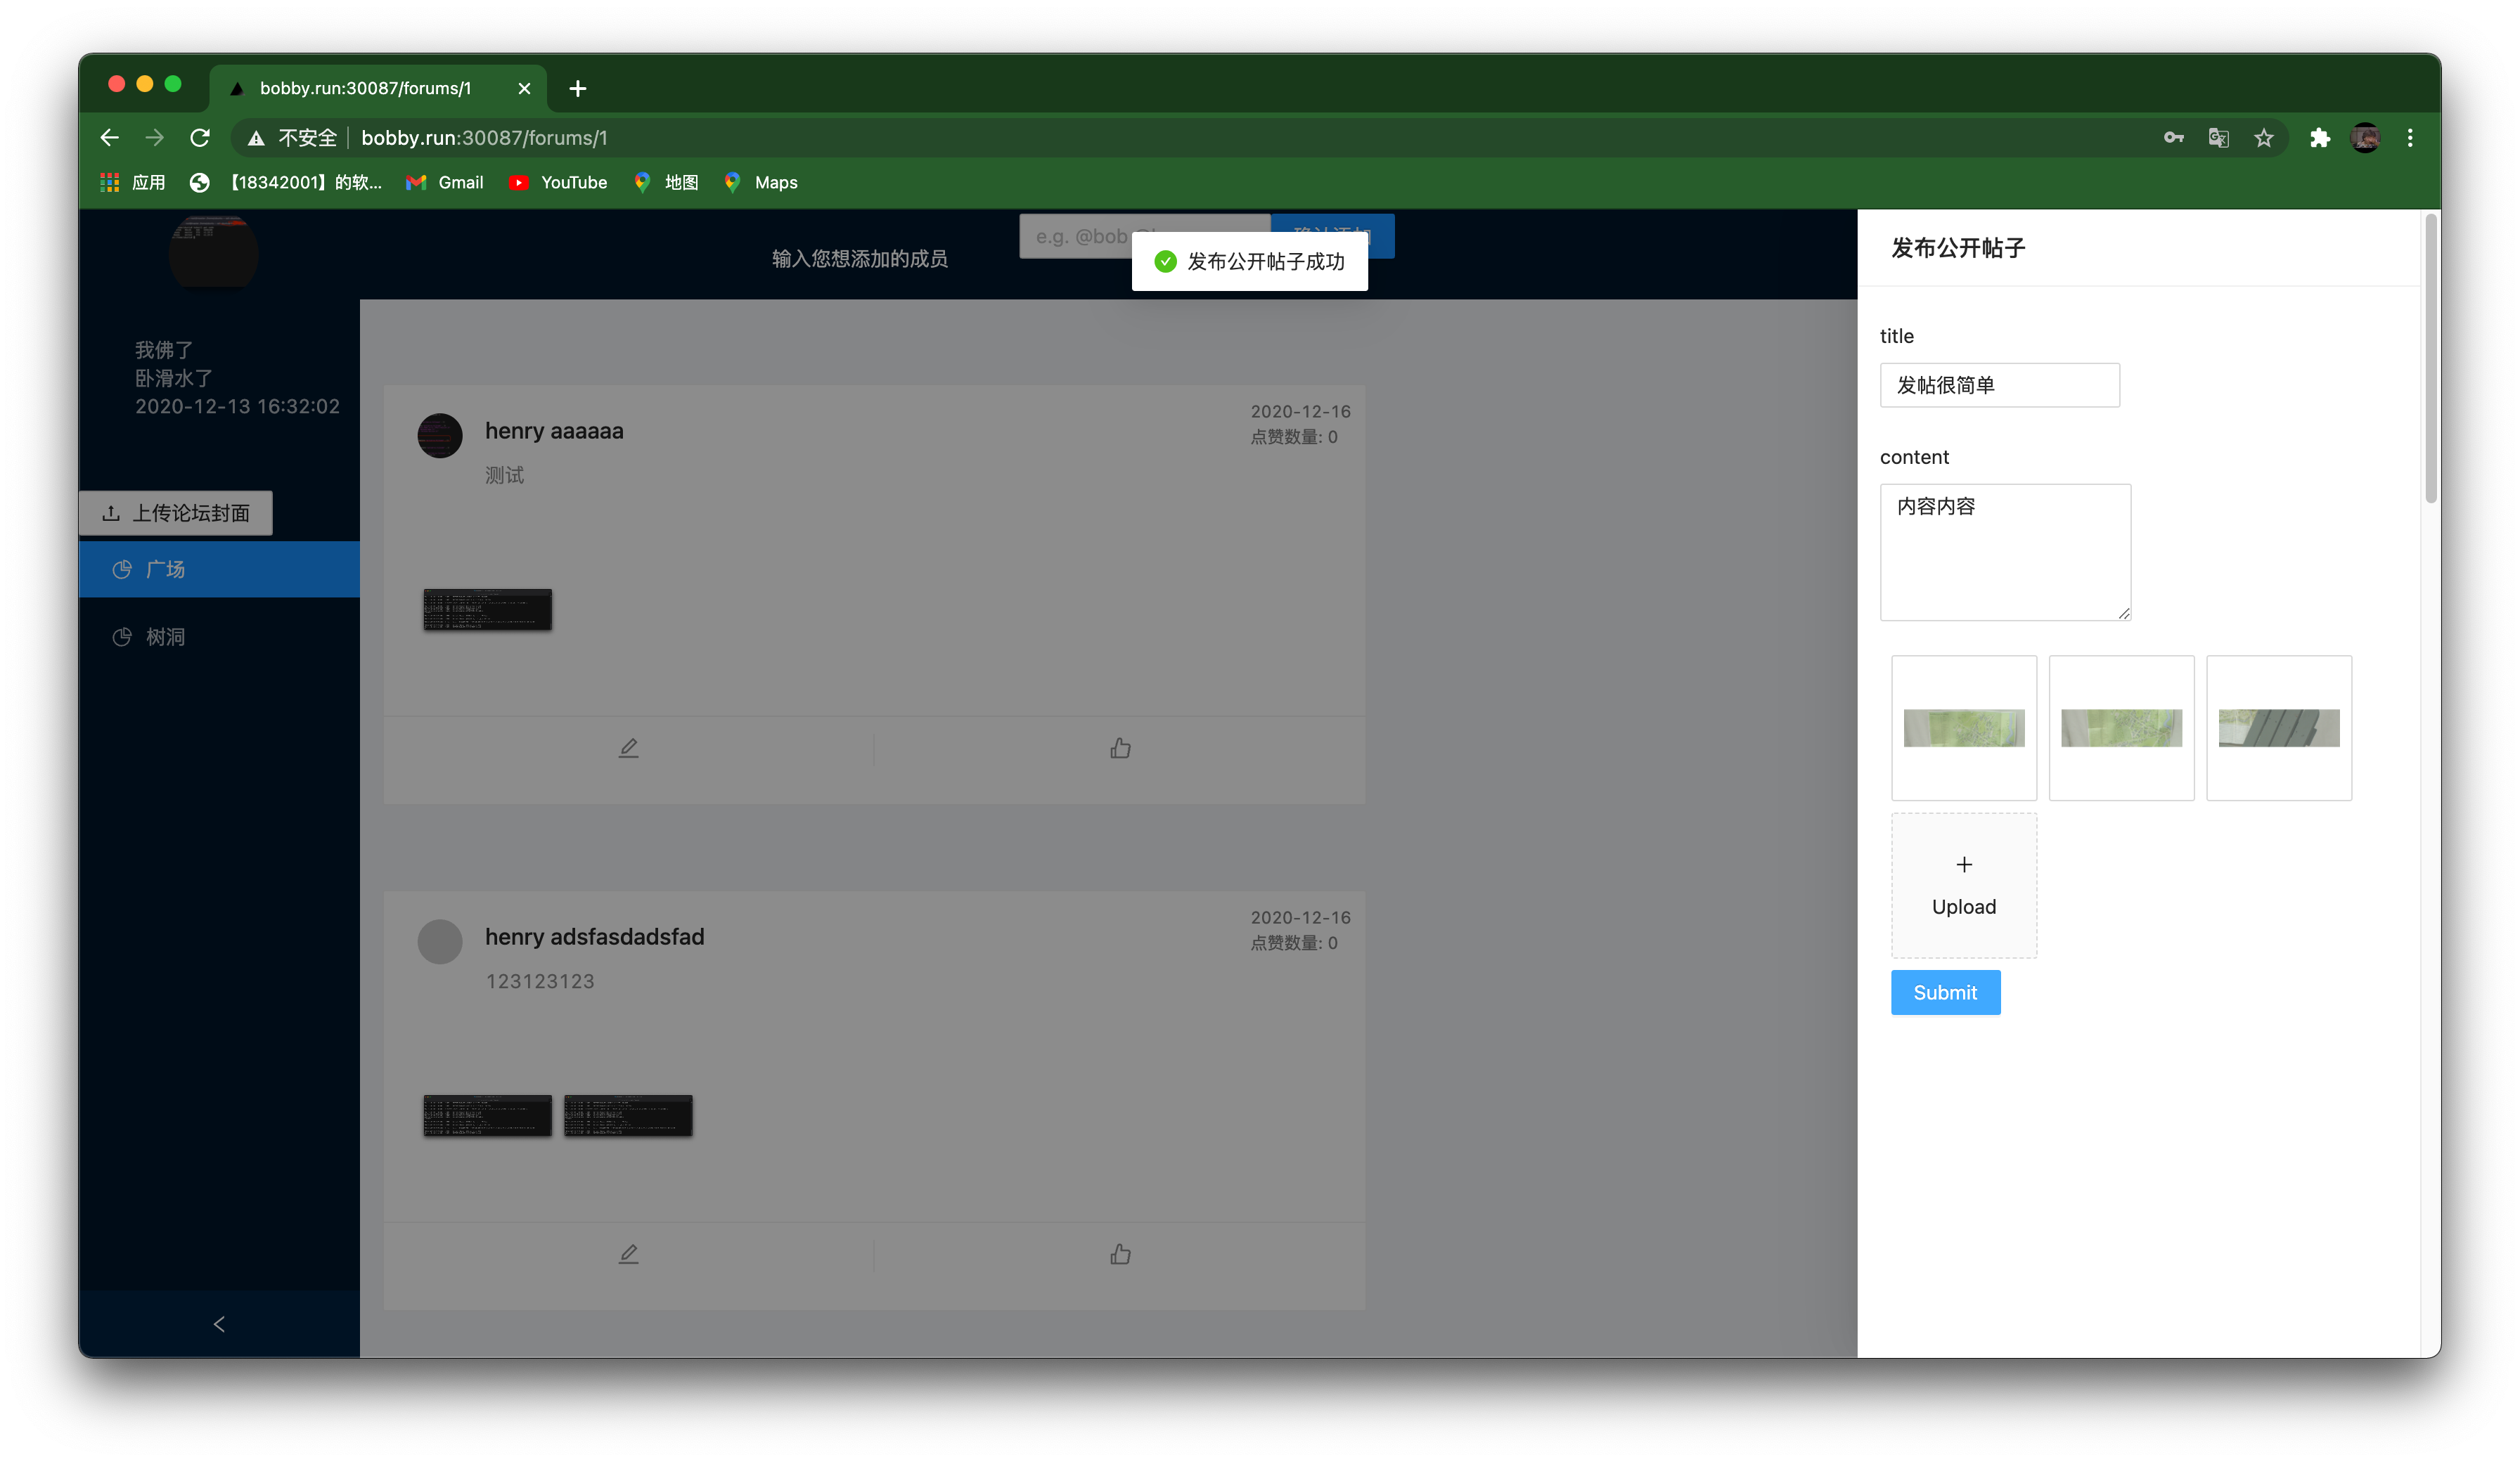 bobby.run:30087/forums/1
不安全
bobby.run:30087/forums/1
应用
【18342001】的软...
Gmail
YouTube
地图
Maps
输入您想添加的成员
e.g. @bob
发布公开帖子成功
我佛了
卧滑水了
2020-12-13 16:32:02
上传论坛封面
广场
树洞
henry aaaaaa
测试
2020-12-16
点赞数量: 0
henry adsfasdadsfad
123123123
2020-12-16
点赞数量: 0
发布公开帖子
title
发帖很简单
content
内容内容
Upload
Submit